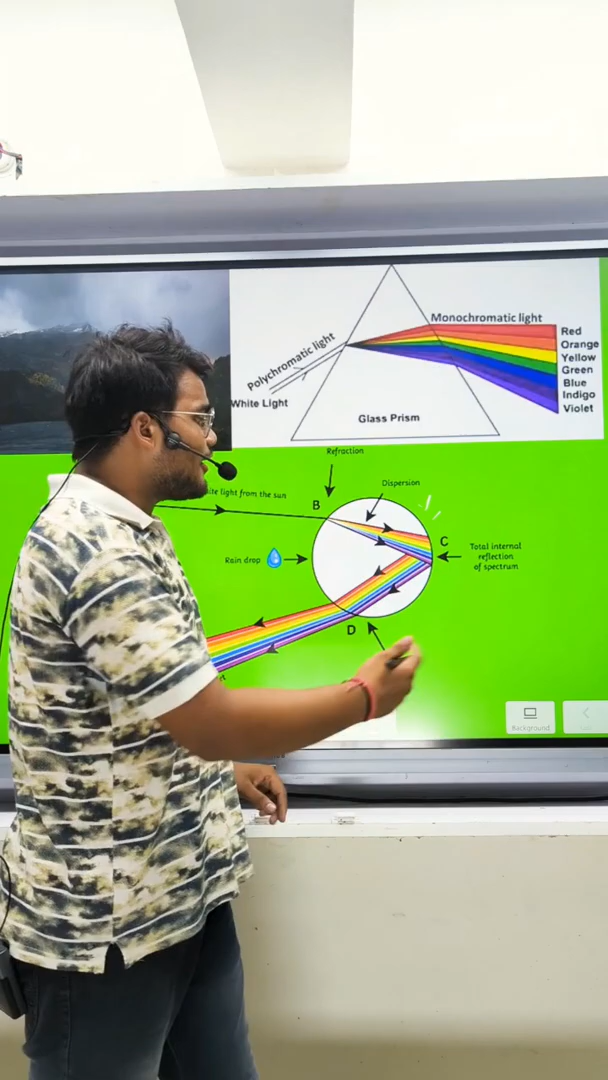 Monochromatic light
Polychromatic light
White Light
Glass Prism
Red
Orange
Yellow
Green
Blue
Indigo
Violet
Refraction
Dispersion
light from the sun
B
C
Rain drop
Total internal
reflection
of spectrum
D
Background